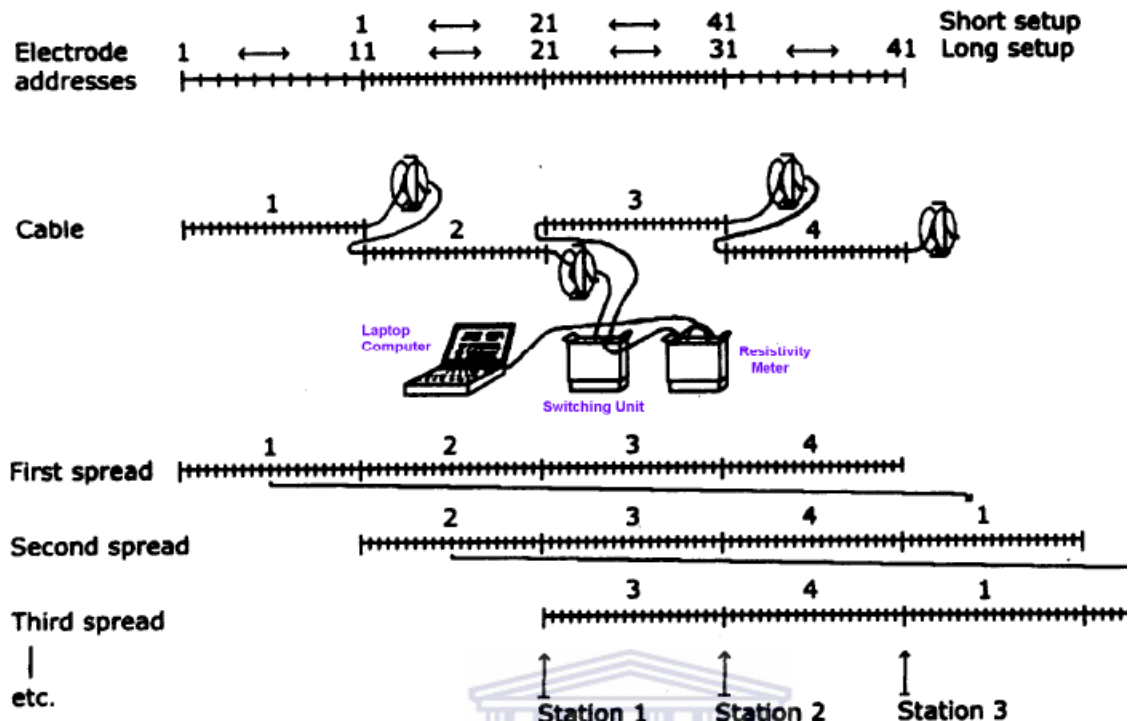 1 ↔ 21 ↔ 41 Short setup
Electrode 1 ↔ 11 ↔ 21 ↔ 31 ↔ 41 Long setup
addresses
1 3
Cable 2 4
Laptop
Computer
Resistivity
Meter
Switching Unit
1 2 3 4
First spread
2 3 4 1
Second spread
3 4 1
Third spread
etc.
Station 1 Station 2 Station 3